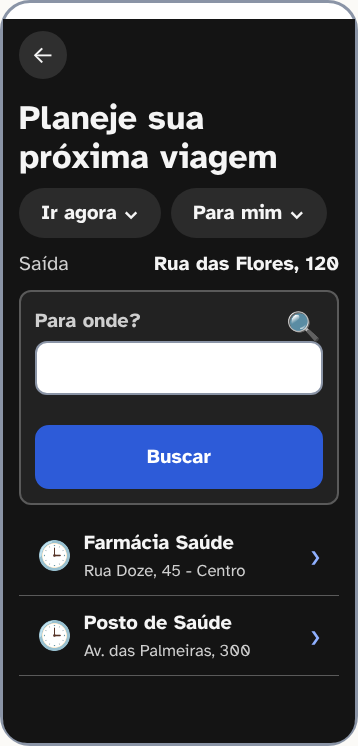 Planeje sua
próxima viagem
Ir agora
Para mim
Saída
Rua das Flores, 120
Para onde?
Buscar
Farmácia Saúde
Rua Doze, 45 - Centro
Posto de Saúde
Av. das Palmeiras, 300